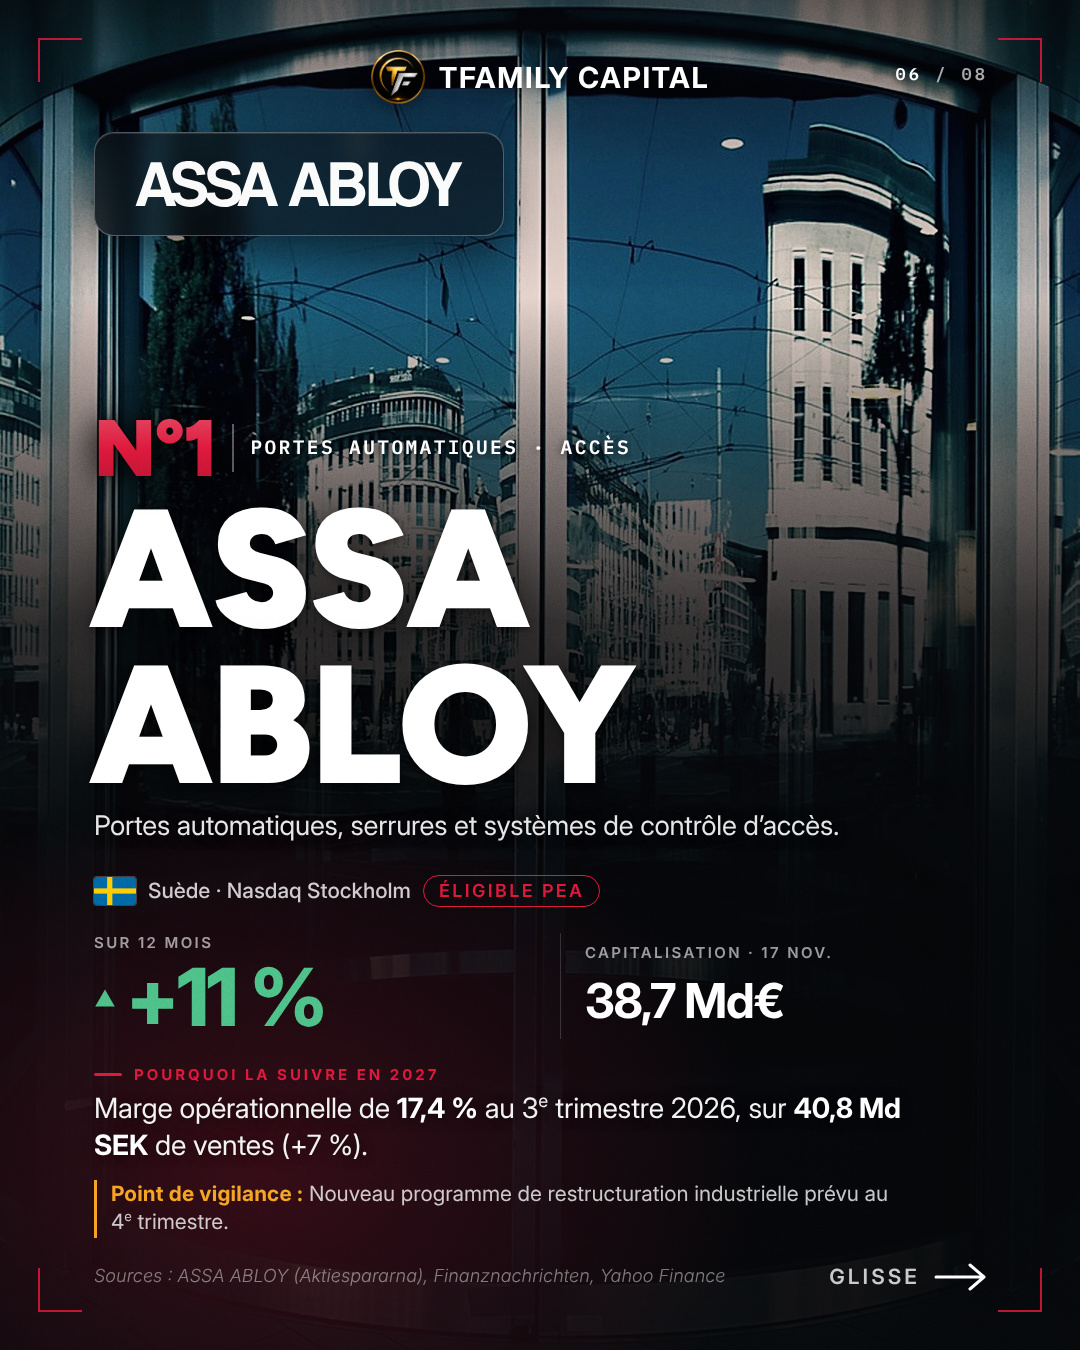 TFAMILY CAPITAL
06 / 08
ASSA ABLOY
N°1
PORTES AUTOMATIQUES · ACCÈS
ASSA
ABLOY
Portes automatiques, serrures et systèmes de contrôle d’accès.
Suède · Nasdaq Stockholm
ÉLIGIBLE PEA
SUR 12 MOIS
▲ +11 %
CAPITALISATION · 17 NOV.
38,7 Md€
POURQUOI LA SUIVRE EN 2027
Marge opérationnelle de 17,4 % au 3e trimestre 2026, sur 40,8 Md
SEK de ventes (+7 %).
Point de vigilance : Nouveau programme de restructuration industrielle prévu au
4e trimestre.
Sources : ASSA ABLOY (Aktiespararna), Finanznachrichten, Yahoo Finance
GLISSE